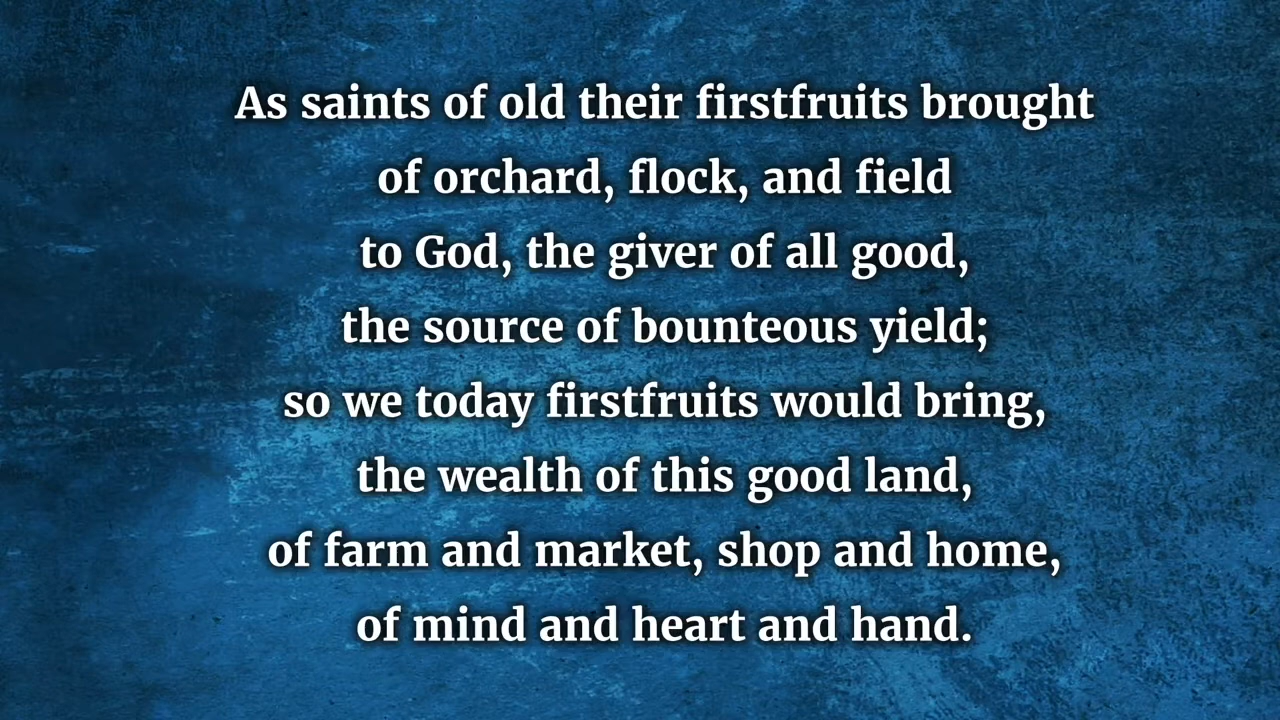 As saints of old their firstfruits brought
of orchard, flock, and field
to God, the giver of all good,
the source of bounteous yield;
so we today firstfruits would bring,
the wealth of this good land,
of farm and market, shop and home,
of mind and heart and hand.